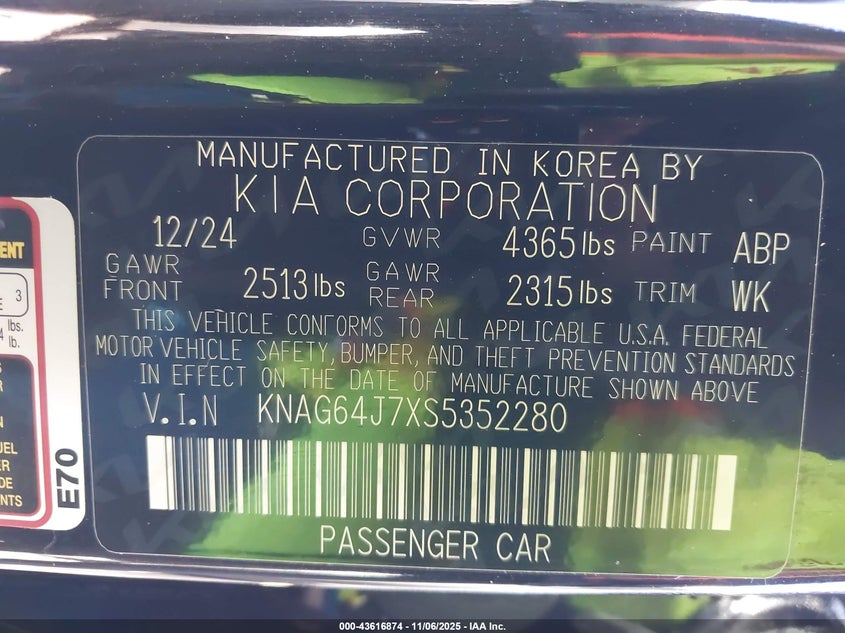 MANUFACTURED IN KOREA BY
KIA CORPORATION
12/24 GVWR 4365 lbs PAINT ABP
GAWR FRONT 2513 lbs GAWR REAR 2315 lbs TRIM WK
THIS VEHICLE CONFORMS TO ALL APPLICABLE U.S.A. FEDERAL
MOTOR VEHICLE SAFETY, BUMPER, AND THEFT PREVENTION STANDARDS
IN EFFECT ON THE DATE OF MANUFACTURE SHOWN ABOVE
V.I.N KNAG64J7XS5352280
PASSENGER CAR
E70
3
lbs.
lb.
000-43616874 - 11/06/2025 - IAA Inc.